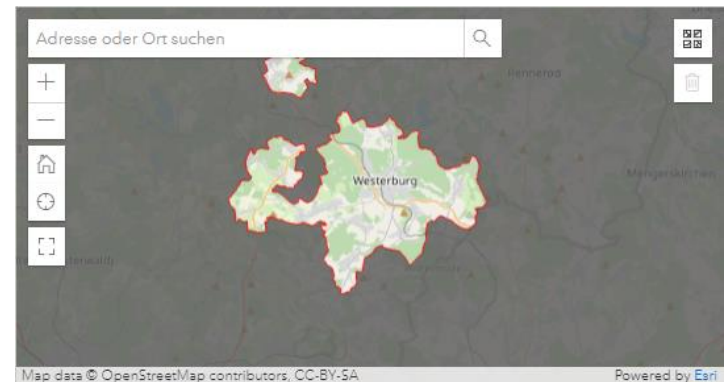 Adresse oder Ort suchen
Rennerod
Mengerskirchen
Westerburg
Map data © OpenStreetMap contributors, CC-BY-SA
Powered by Esri